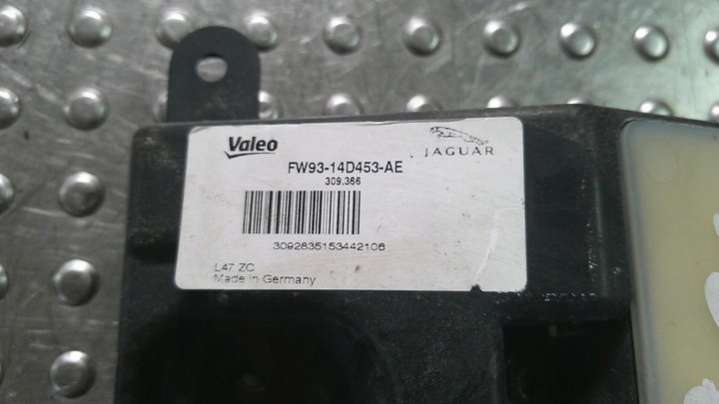 Valeo
JAGUAR
FW93-14D453-AE
309.366
3092835153442106
L47 ZC
Made in Germany